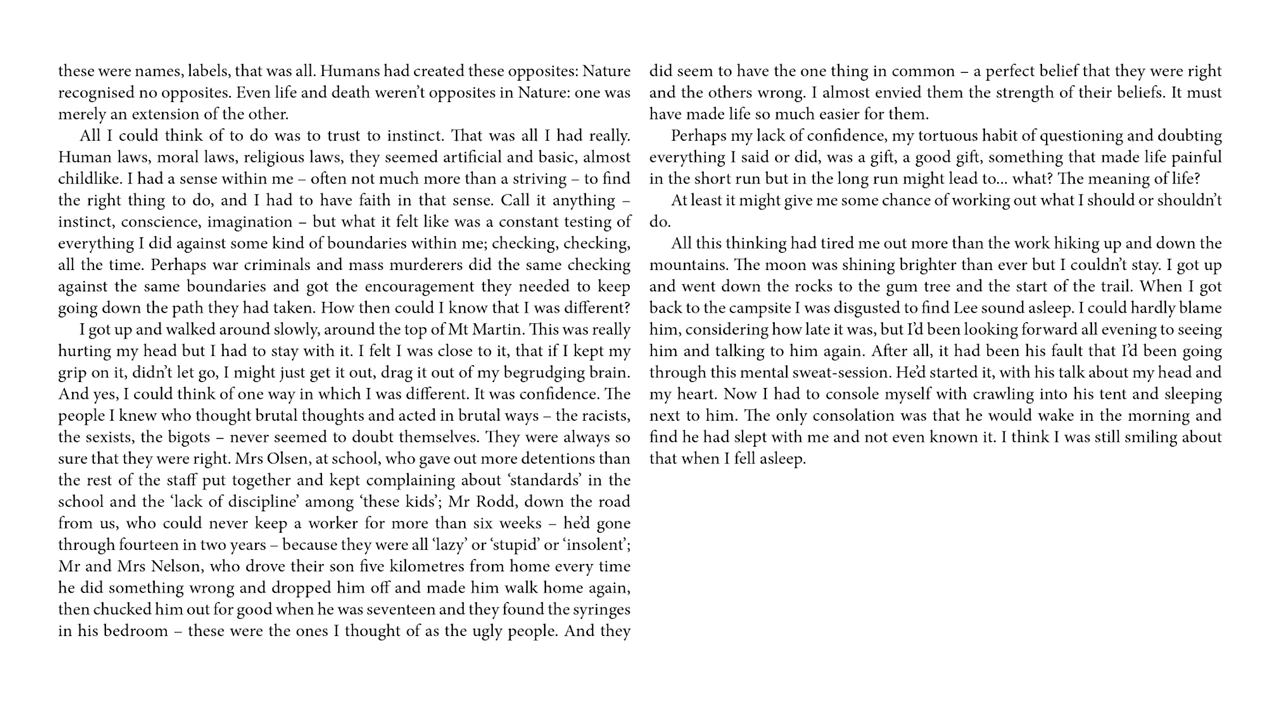 these were names, labels, that was all. Humans had created these opposites: Nature
recognised no opposites. Even life and death weren’t opposites in Nature: one was
merely an extension of the other.
All I could think of to do was to trust to instinct. That was all I had really.
Human laws, moral laws, religious laws, they seemed artificial and basic, almost
childlike. I had a sense within me – often not much more than a striving – to find
the right thing to do, and I had to have faith in that sense. Call it anything –
instinct, conscience, imagination – but what it felt like was a constant testing of
everything I did against some kind of boundaries within me; checking, checking,
all the time. Perhaps war criminals and mass murderers did the same checking
against the same boundaries and got the encouragement they needed to keep
going down the path they had taken. How then could I know that I was different?
I got up and walked around slowly, around the top of Mt Martin. This was really
hurting my head but I had to stay with it. I felt I was close to it, that if I kept my
grip on it, didn’t let go, I might just get it out, drag it out of my begrudging brain.
And yes, I could think of one way in which I was different. It was confidence. The
people I knew who thought brutal thoughts and acted in brutal ways – the racists,
the sexists, the bigots – never seemed to doubt themselves. They were always so
sure that they were right. Mrs Olsen, at school, who gave out more detentions than
the rest of the staff put together and kept complaining about ‘standards’ in the
school and the ‘lack of discipline’ among ‘these kids’; Mr Rodd, down the road
from us, who could never keep a worker for more than six weeks – he’d gone
through fourteen in two years – because they were all ‘lazy’ or ‘stupid’ or ‘insolent’;
Mr and Mrs Nelson, who drove their son five kilometres from home every time
he did something wrong and dropped him off and made him walk home again,
then chucked him out for good when he was seventeen and they found the syringes
in his bedroom – these were the ones I thought of as the ugly people. And they
did seem to have the one thing in common – a perfect belief that they were right
and the others wrong. I almost envied them the strength of their beliefs. It must
have made life so much easier for them.
Perhaps my lack of confidence, my tortuous habit of questioning and doubting
everything I said or did, was a gift, a good gift, something that made life painful
in the short run but in the long run might lead to... what? The meaning of life?
At least it might give me some chance of working out what I should or shouldn’t
do.
All this thinking had tired me out more than the work hiking up and down the
mountains. The moon was shining brighter than ever but I couldn’t stay. I got up
and went down the rocks to the gum tree and the start of the trail. When I got
back to the campsite I was disgusted to find Lee sound asleep. I could hardly blame
him, considering how late it was, but I’d been looking forward all evening to seeing
him and talking to him again. After all, it had been his fault that I’d been going
through this mental sweat-session. He’d started it, with his talk about my head and
my heart. Now I had to console myself with crawling into his tent and sleeping
next to him. The only consolation was that he would wake in the morning and
find he had slept with me and not even known it. I think I was still smiling about
that when I fell asleep.